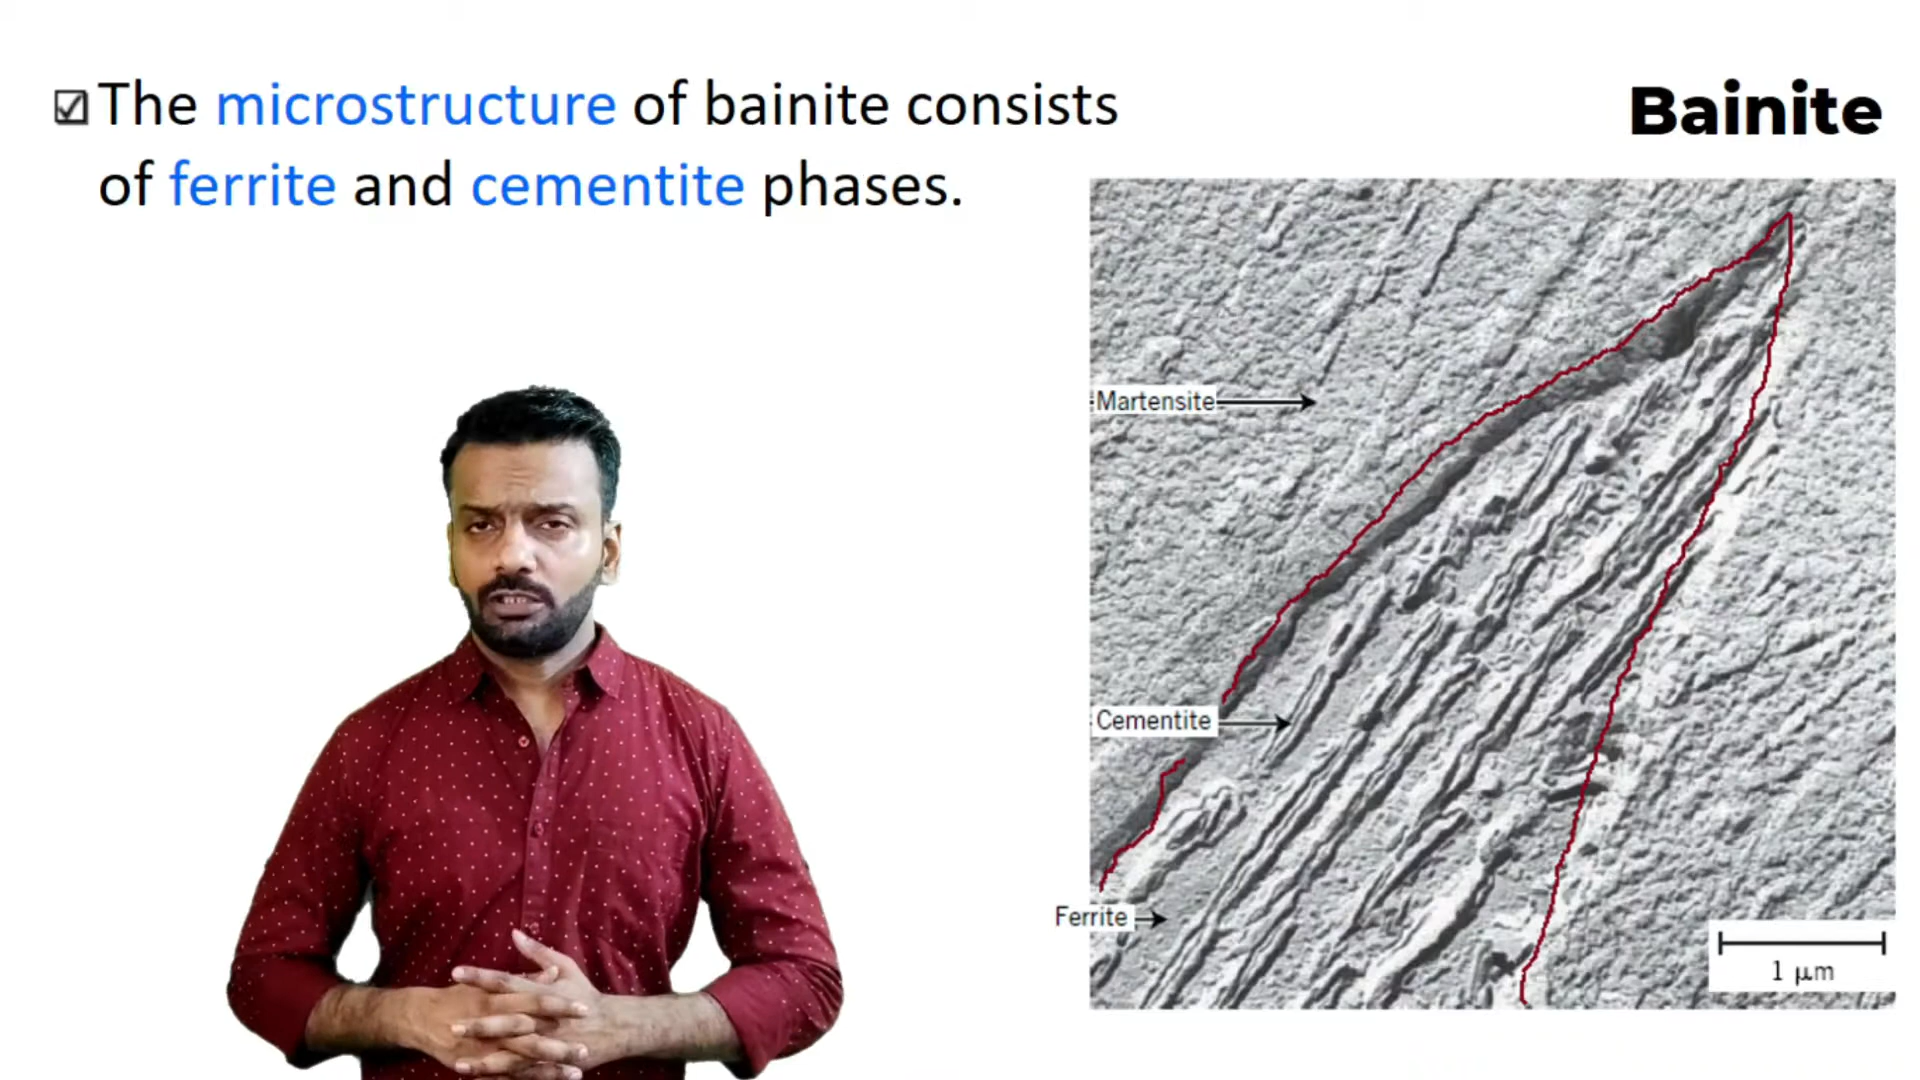 The microstructure of bainite consists
of ferrite and cementite phases.
Bainite
Martensite
Cementite
Ferrite
1 μm